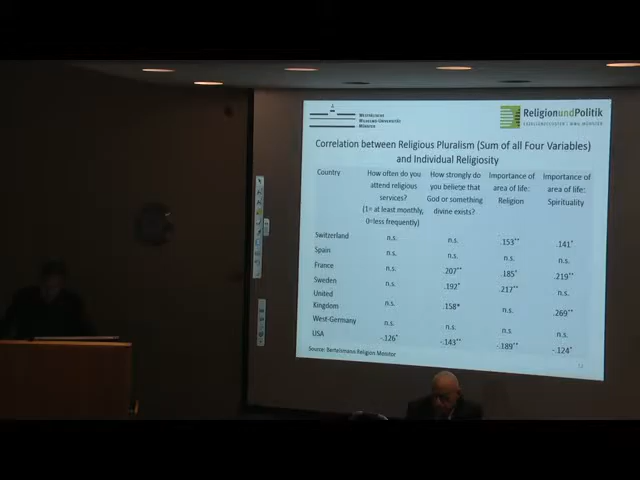 WESTFÄLISCHE
WILHELMS-UNIVERSITÄT
MÜNSTER
ReligionundPolitik
EXZELLENZCLUSTER | WWU MÜNSTER
Correlation between Religious Pluralism (Sum of all Four Variables)
and Individual Religiosity
Country How often do you attend religious services? (1= at least monthly, 0=less frequently) How strongly do you believe that God or something divine exists? Importance of area of life: Religion Importance of area of life: Spirituality
Switzerland n.s. n.s. .153** .141*
Spain n.s. n.s. n.s. n.s.
France n.s. .207** .185* .219**
Sweden n.s. .192* .217** n.s.
United Kingdom n.s. .158* n.s. .269**
West-Germany n.s. n.s. n.s. n.s.
USA -.126* -.143** -.189** -.124*
Source: Bertelsmann Religion Monitor